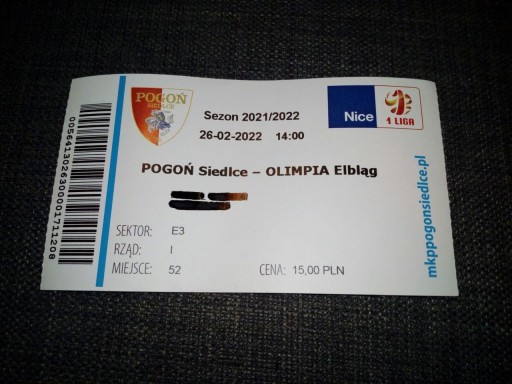 POGOŃ
SIEDLCE
Sezon 2021/2022
26-02-2022 14:00
Nice
1 LIGA
POGOŃ Siedlce – OLIMPIA Elbląg
SEKTOR: E3
RZĄD: I
MIEJSCE: 52
CENA: 15,00 PLN
mkppogonsiedlce.pl
0056413026300001711208